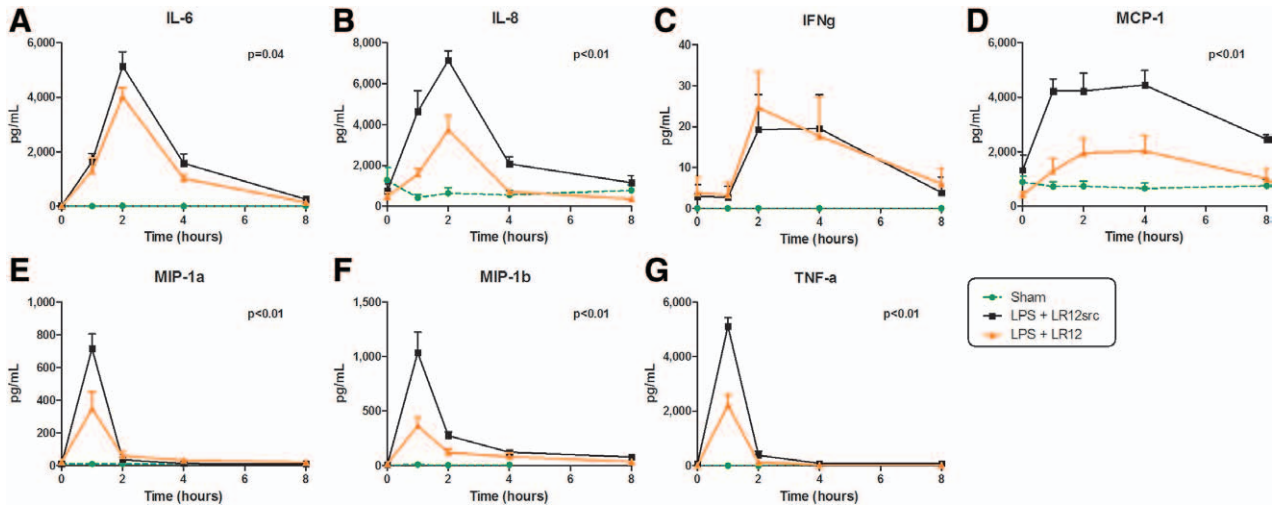 A IL-6
6,000
4,000
2,000
0
pg/mL
p=0.04
0 2 4 6 8
Time (hours)
B IL-8
8,000
6,000
4,000
2,000
0
pg/mL
p<0.01
0 2 4 6 8
Time (hours)
C IFNg
40
30
20
10
0
pg/mL
0 2 4 6 8
Time (hours)
D MCP-1
6,000
4,000
2,000
0
pg/mL
p<0.01
0 2 4 6 8
Time (hours)
E MIP-1a
1,000
800
600
400
200
0
pg/mL
p<0.01
0 2 4 6 8
Time (hours)
F MIP-1b
1,500
1,000
500
0
pg/mL
p<0.01
0 2 4 6 8
Time (hours)
G TNF-a
6,000
4,000
2,000
0
pg/mL
p<0.01
0 2 4 6 8
Time (hours)
Sham
LPS + LR12src
LPS + LR12